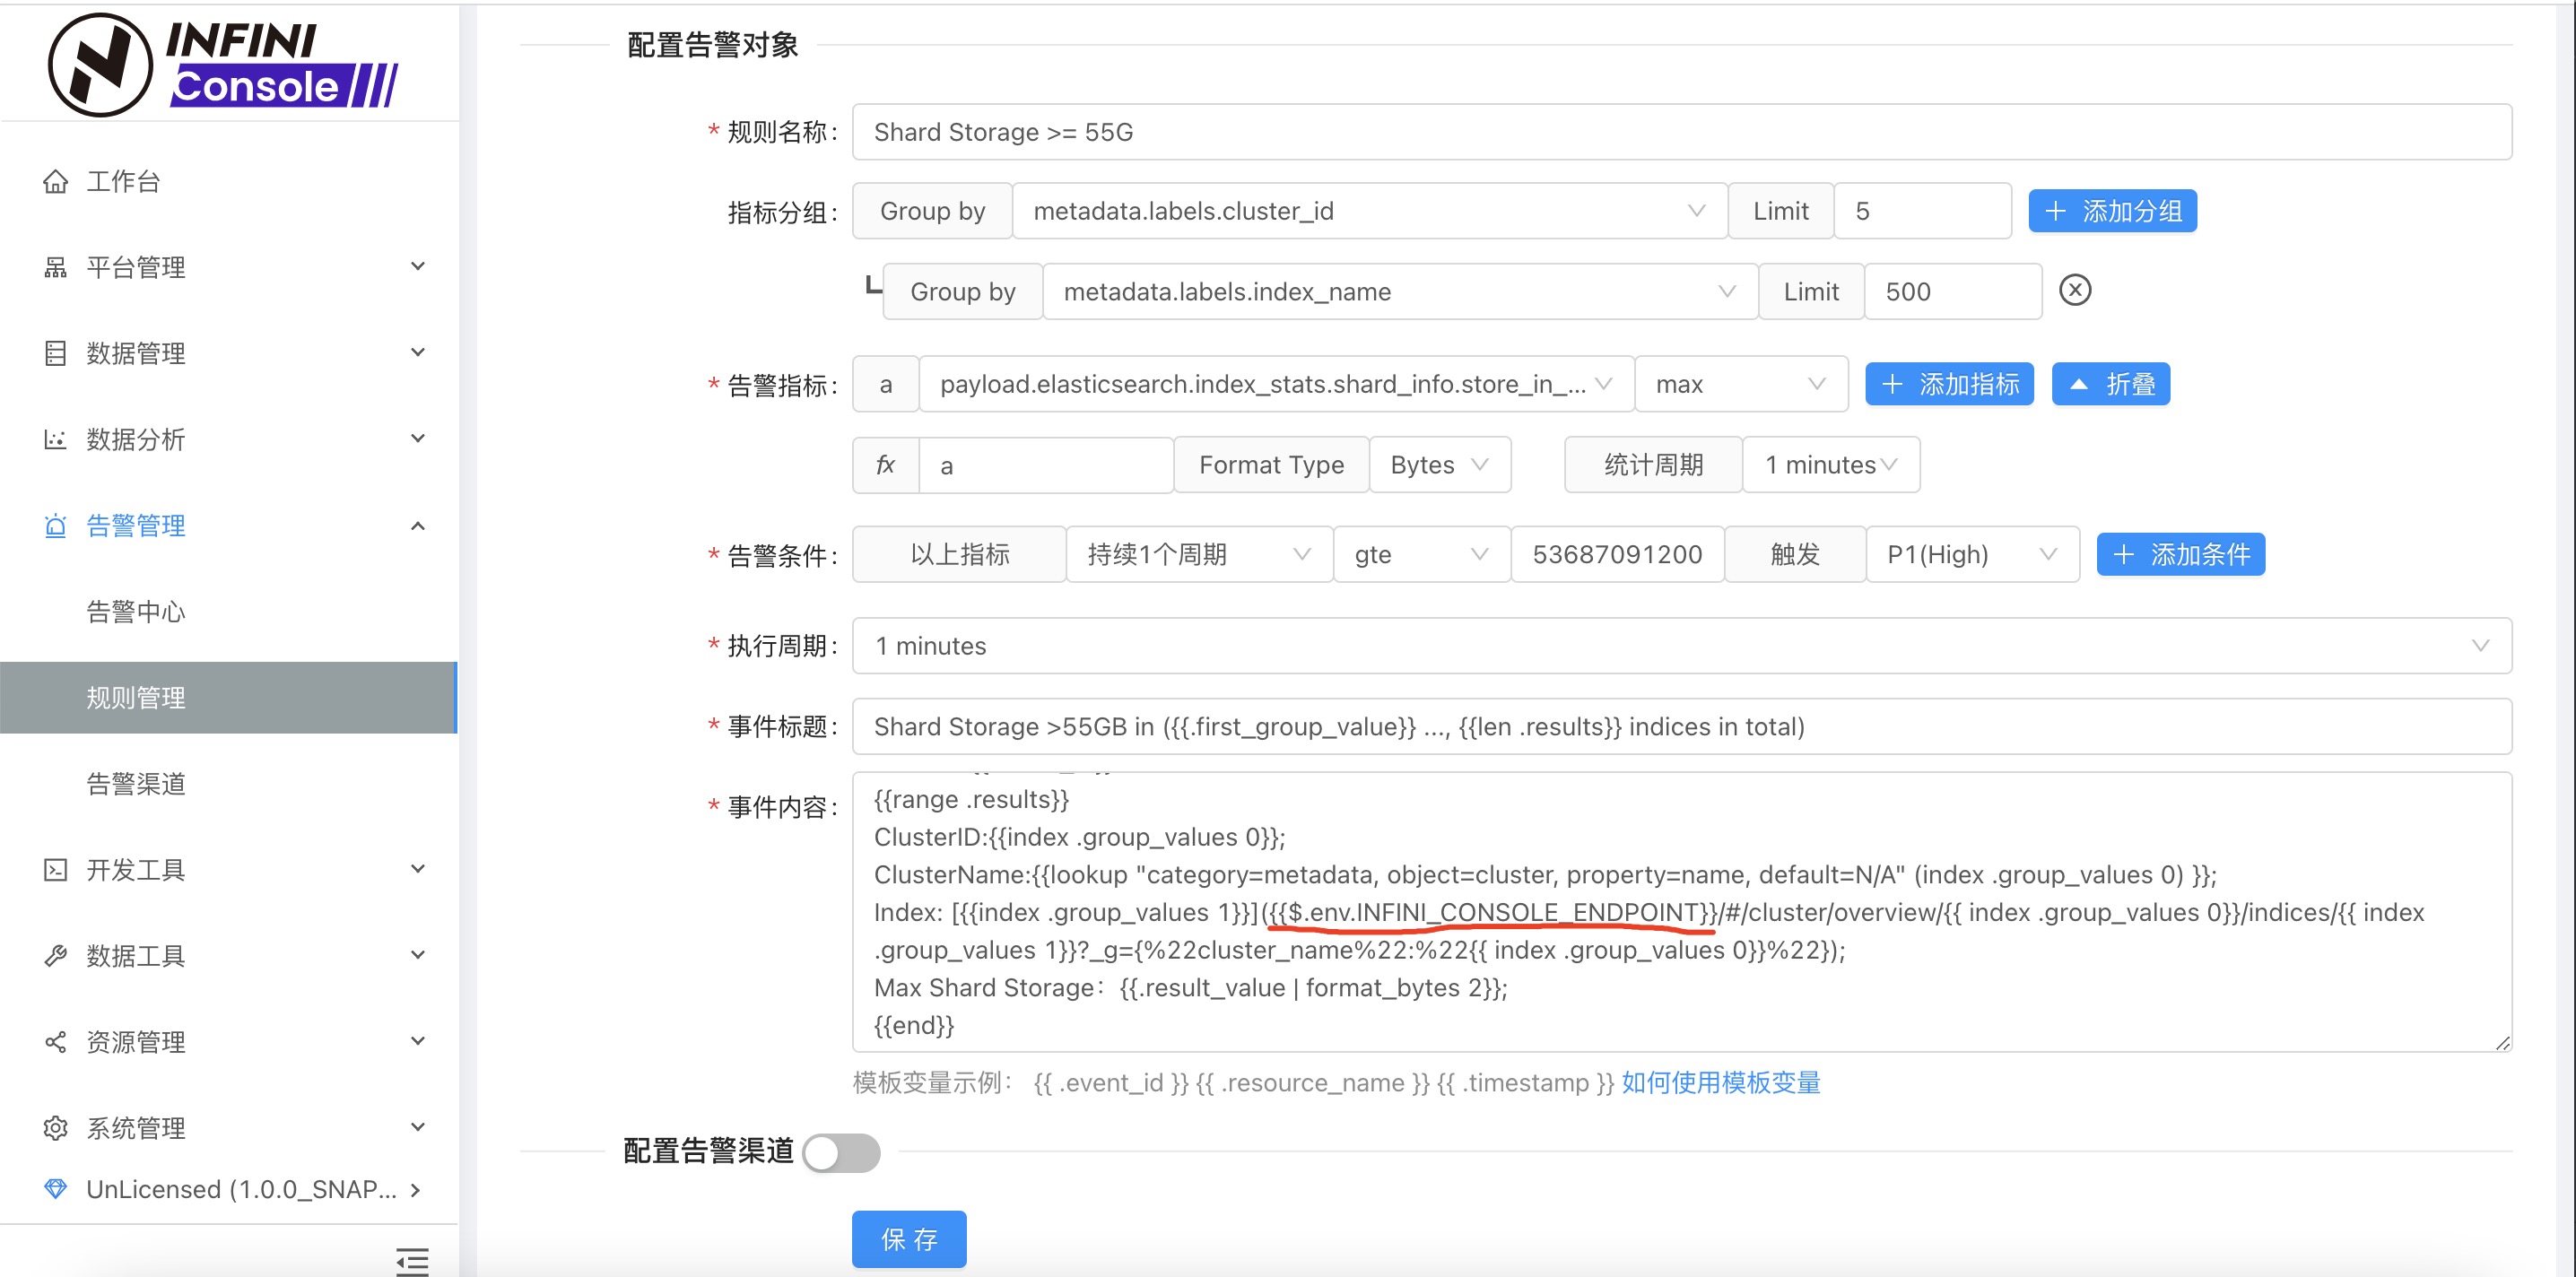 INFINI
Console
工作台
平台管理
数据管理
数据分析
告警管理
告警中心
规则管理
告警渠道
开发工具
数据工具
资源管理
系统管理
UnLicensed (1.0.0_SNAP...
配置告警对象
* 规则名称: Shard Storage >= 55G
指标分组: Group by metadata.labels.cluster_id Limit 5 添加分组
Group by metadata.labels.index_name Limit 500
* 告警指标: a payload.elasticsearch.index_stats.shard_info.store_in_... max 添加指标 折叠
fx a Format Type Bytes 统计周期 1 minutes
* 告警条件: 以上指标 持续1个周期 gte 53687091200 触发 P1(High) 添加条件
* 执行周期: 1 minutes
* 事件标题: Shard Storage >55GB in ({{.first_group_value}} ..., {{len .results}} indices in total)
* 事件内容: {{range .results}}
ClusterID:{{index .group_values 0}};
ClusterName:{{lookup "category=metadata, object=cluster, property=name, default=N/A" (index .group_values 0) }};
Index: [{{index .group_values 1}}]({{$.env.INFINI_CONSOLE_ENDPOINT}}/#/cluster/overview/{{ index .group_values 0}}/indices/{{ index
.group_values 1}}?_g={%22cluster_name%22:%22{{ index .group_values 0}}%22});
Max Shard Storage：{{.result_value | format_bytes 2}};
{{end}}
模板变量示例： {{ .event_id }} {{ .resource_name }} {{ .timestamp }} 如何使用模板变量
配置告警渠道
保 存